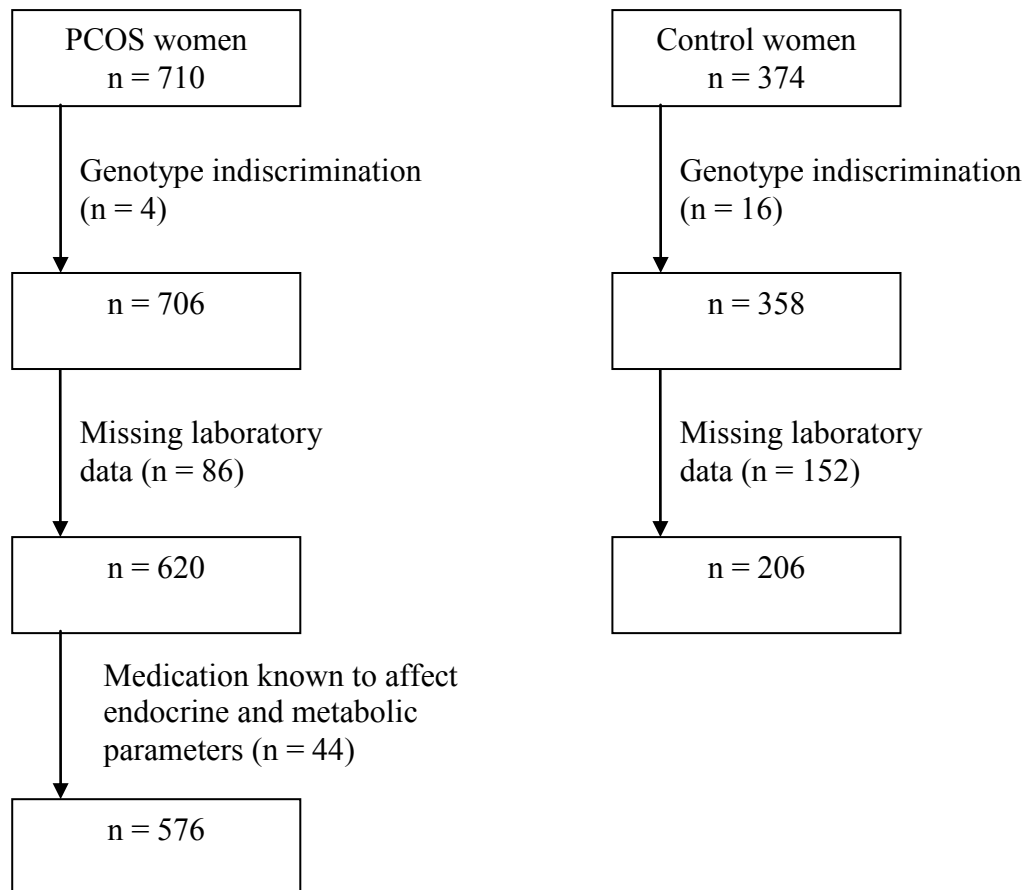 PCOS women
n = 710
Genotype indiscrimination
(n = 4)
n = 706
Missing laboratory
data (n = 86)
n = 620
Medication known to affect
endocrine and metabolic
parameters (n = 44)
n = 576
Control women
n = 374
Genotype indiscrimination
(n = 16)
n = 358
Missing laboratory
data (n = 152)
n = 206